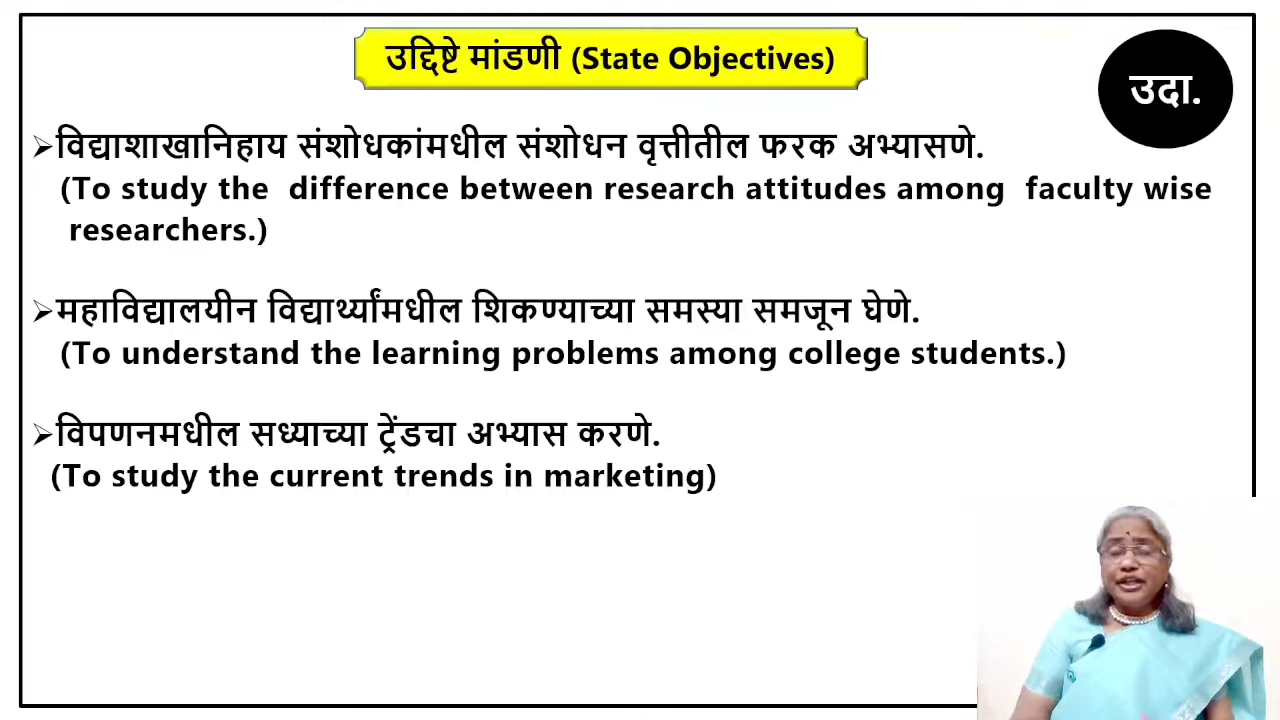 उद्दिष्टे मांडणी (State Objectives)
उदा.
➢विद्याशाखानिहाय संशोधकांमधील संशोधन वृत्तीतील फरक अभ्यासणे.
(To study the difference between research attitudes among faculty wise
researchers.)
➢महाविद्यालयीन विद्यार्थ्यांमधील शिकण्याच्या समस्या समजून घेणे.
(To understand the learning problems among college students.)
➢विपणनमधील सध्याच्या ट्रेंडचा अभ्यास करणे.
(To study the current trends in marketing)